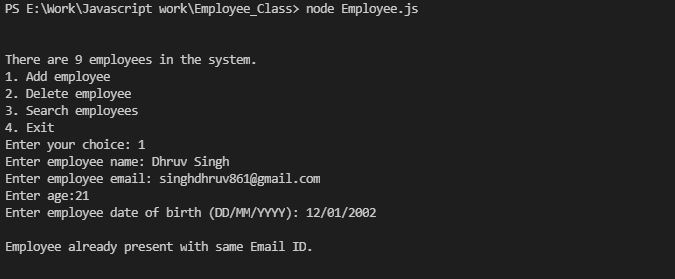 PS E:\Work\Javascript work\Employee_Class> node Employee.js
There are 9 employees in the system.
1. Add employee
2. Delete employee
3. Search employees
4. Exit
Enter your choice: 1
Enter employee name: Dhruv Singh
Enter employee email: singhdhruv861@gmail.com
Enter age:21
Enter employee date of birth (DD/MM/YYYY): 12/01/2002
Employee already present with same Email ID.